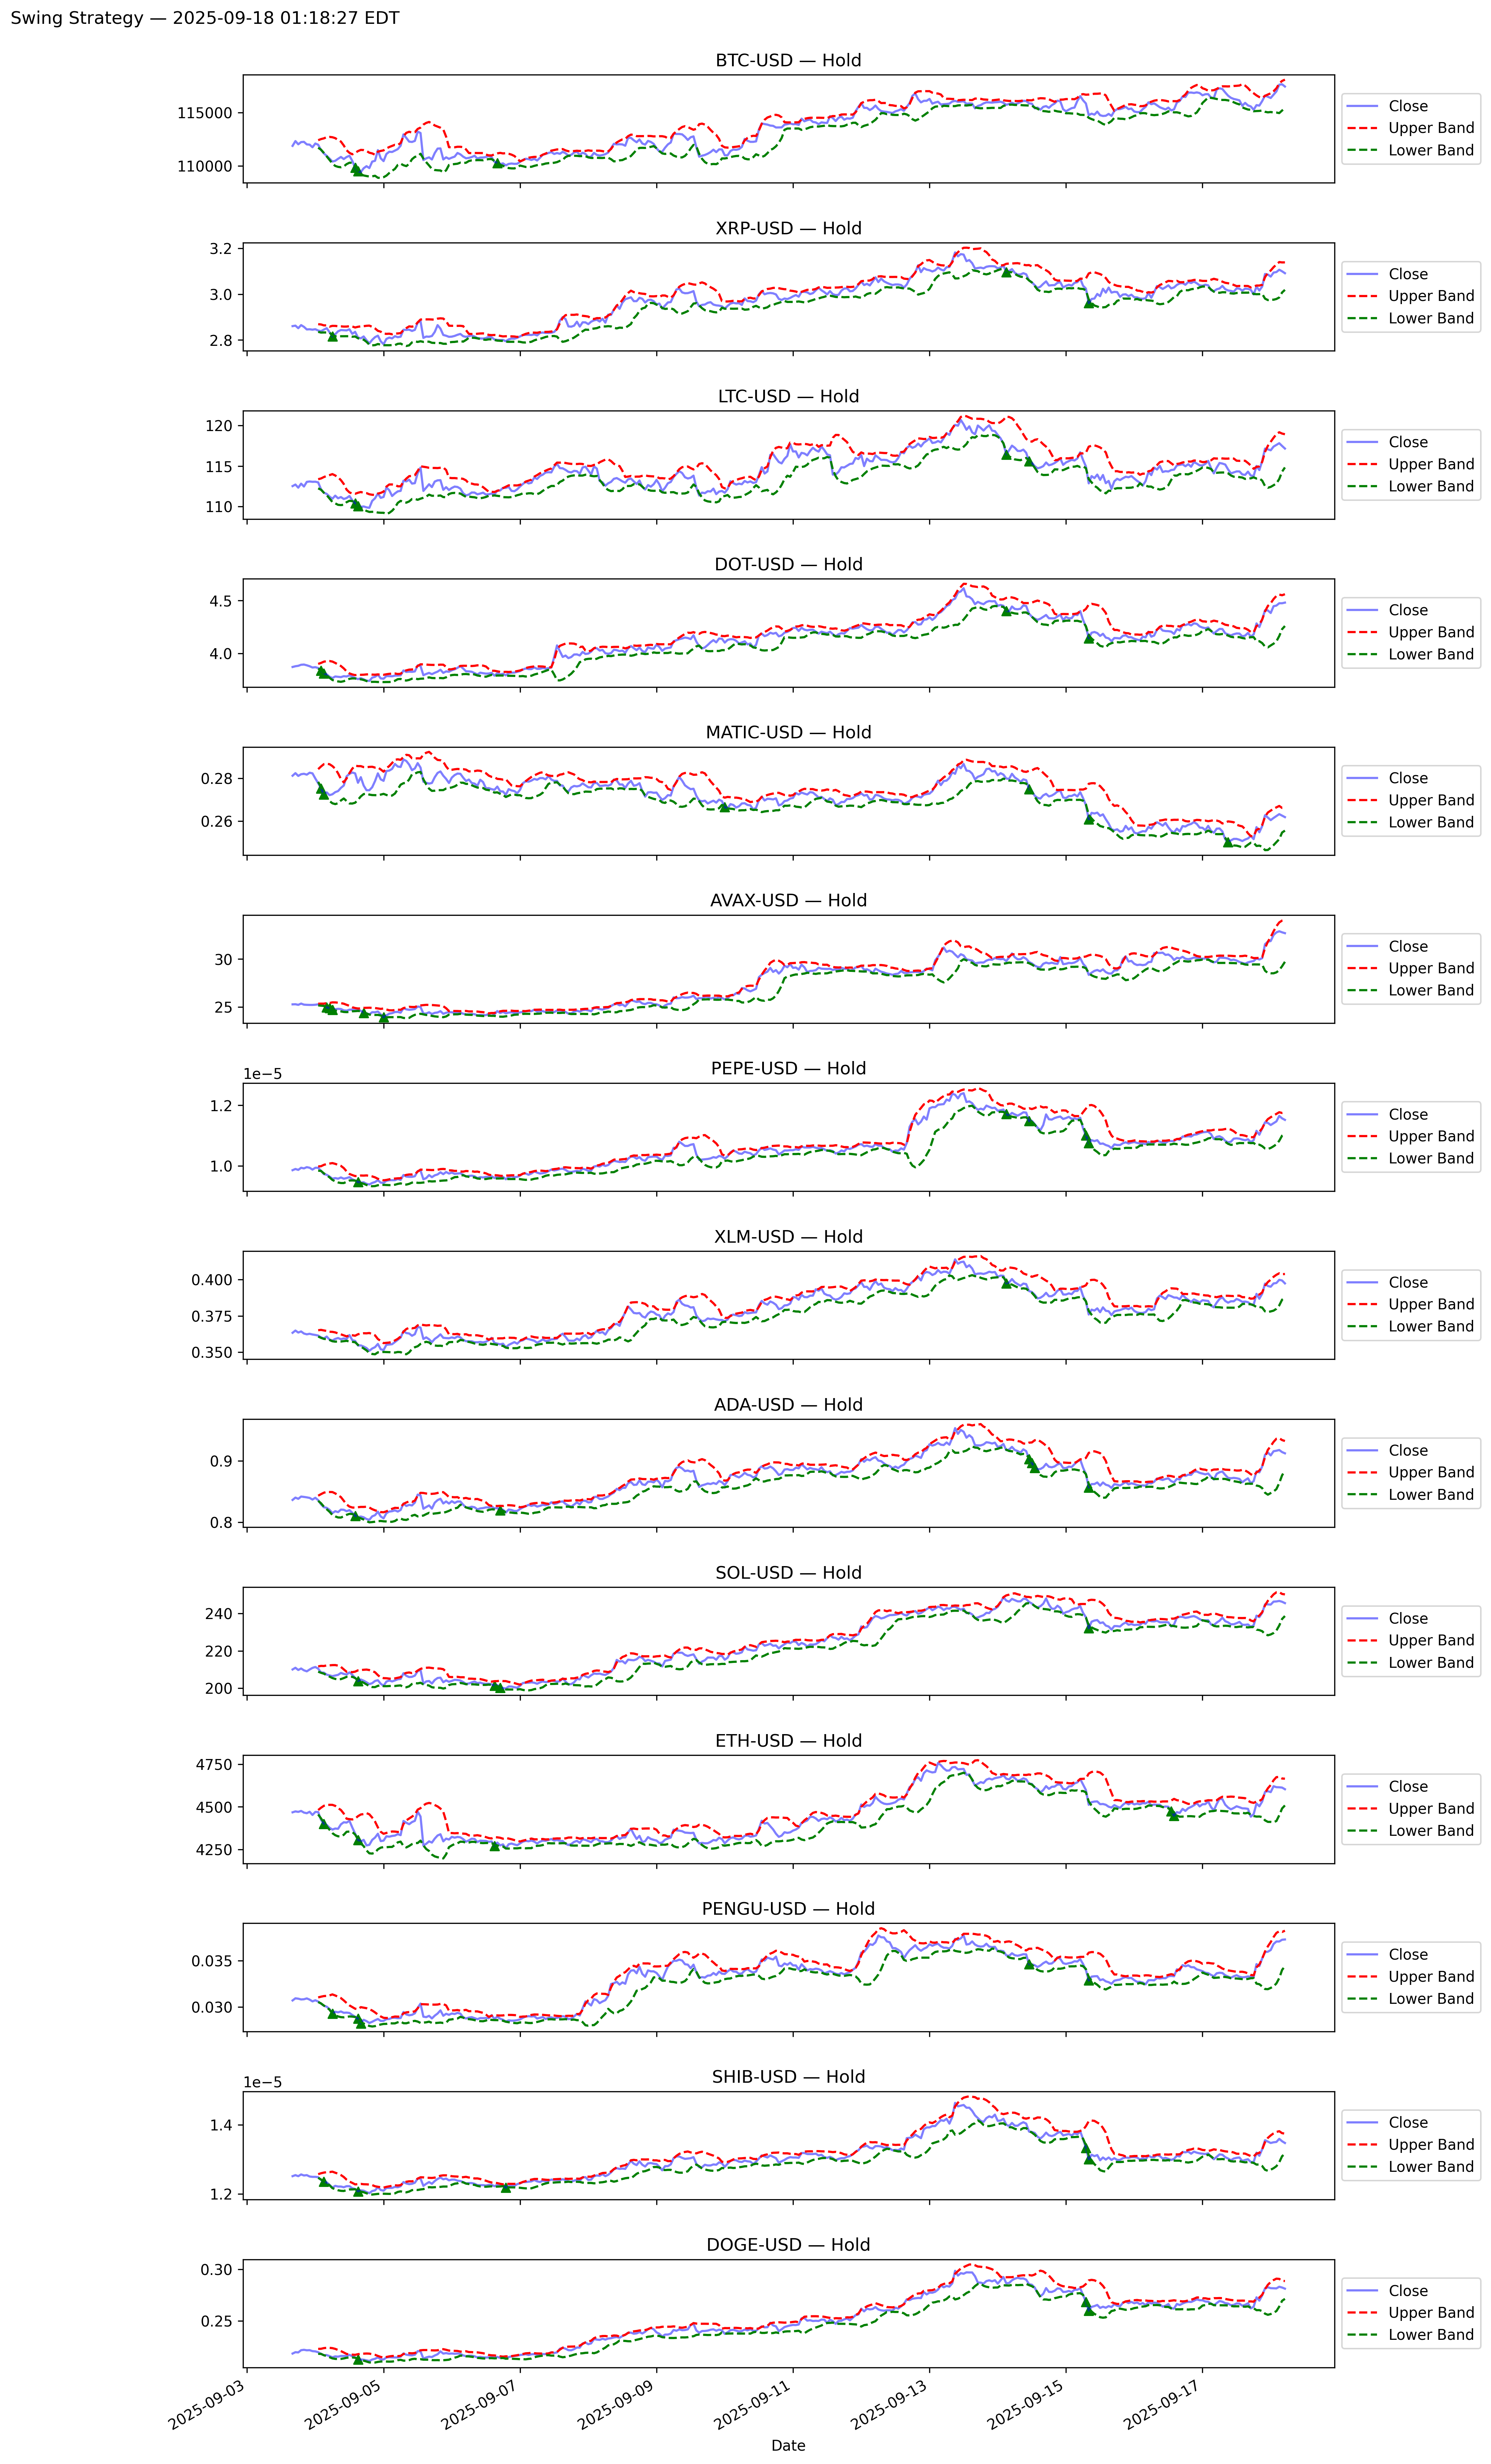 Swing Strategy — 2025-09-18 01:18:27 EDT
BTC-USD — Hold
115000
110000
Close
Upper Band
Lower Band
XRP-USD — Hold
3.2
3.0
2.8
Close
Upper Band
Lower Band
LTC-USD — Hold
120
115
110
Close
Upper Band
Lower Band
DOT-USD — Hold
4.5
4.0
Close
Upper Band
Lower Band
MATIC-USD — Hold
0.28
0.26
Close
Upper Band
Lower Band
AVAX-USD — Hold
30
25
Close
Upper Band
Lower Band
PEPE-USD — Hold
1e−5
1.2
1.0
Close
Upper Band
Lower Band
XLM-USD — Hold
0.400
0.375
0.350
Close
Upper Band
Lower Band
ADA-USD — Hold
0.9
0.8
Close
Upper Band
Lower Band
SOL-USD — Hold
240
220
200
Close
Upper Band
Lower Band
ETH-USD — Hold
4750
4500
4250
Close
Upper Band
Lower Band
PENGU-USD — Hold
0.035
0.030
Close
Upper Band
Lower Band
SHIB-USD — Hold
1e−5
1.4
1.2
Close
Upper Band
Lower Band
DOGE-USD — Hold
0.30
0.25
Close
Upper Band
Lower Band
2025-09-03
2025-09-05
2025-09-07
2025-09-09
2025-09-11
2025-09-13
2025-09-15
2025-09-17
Date